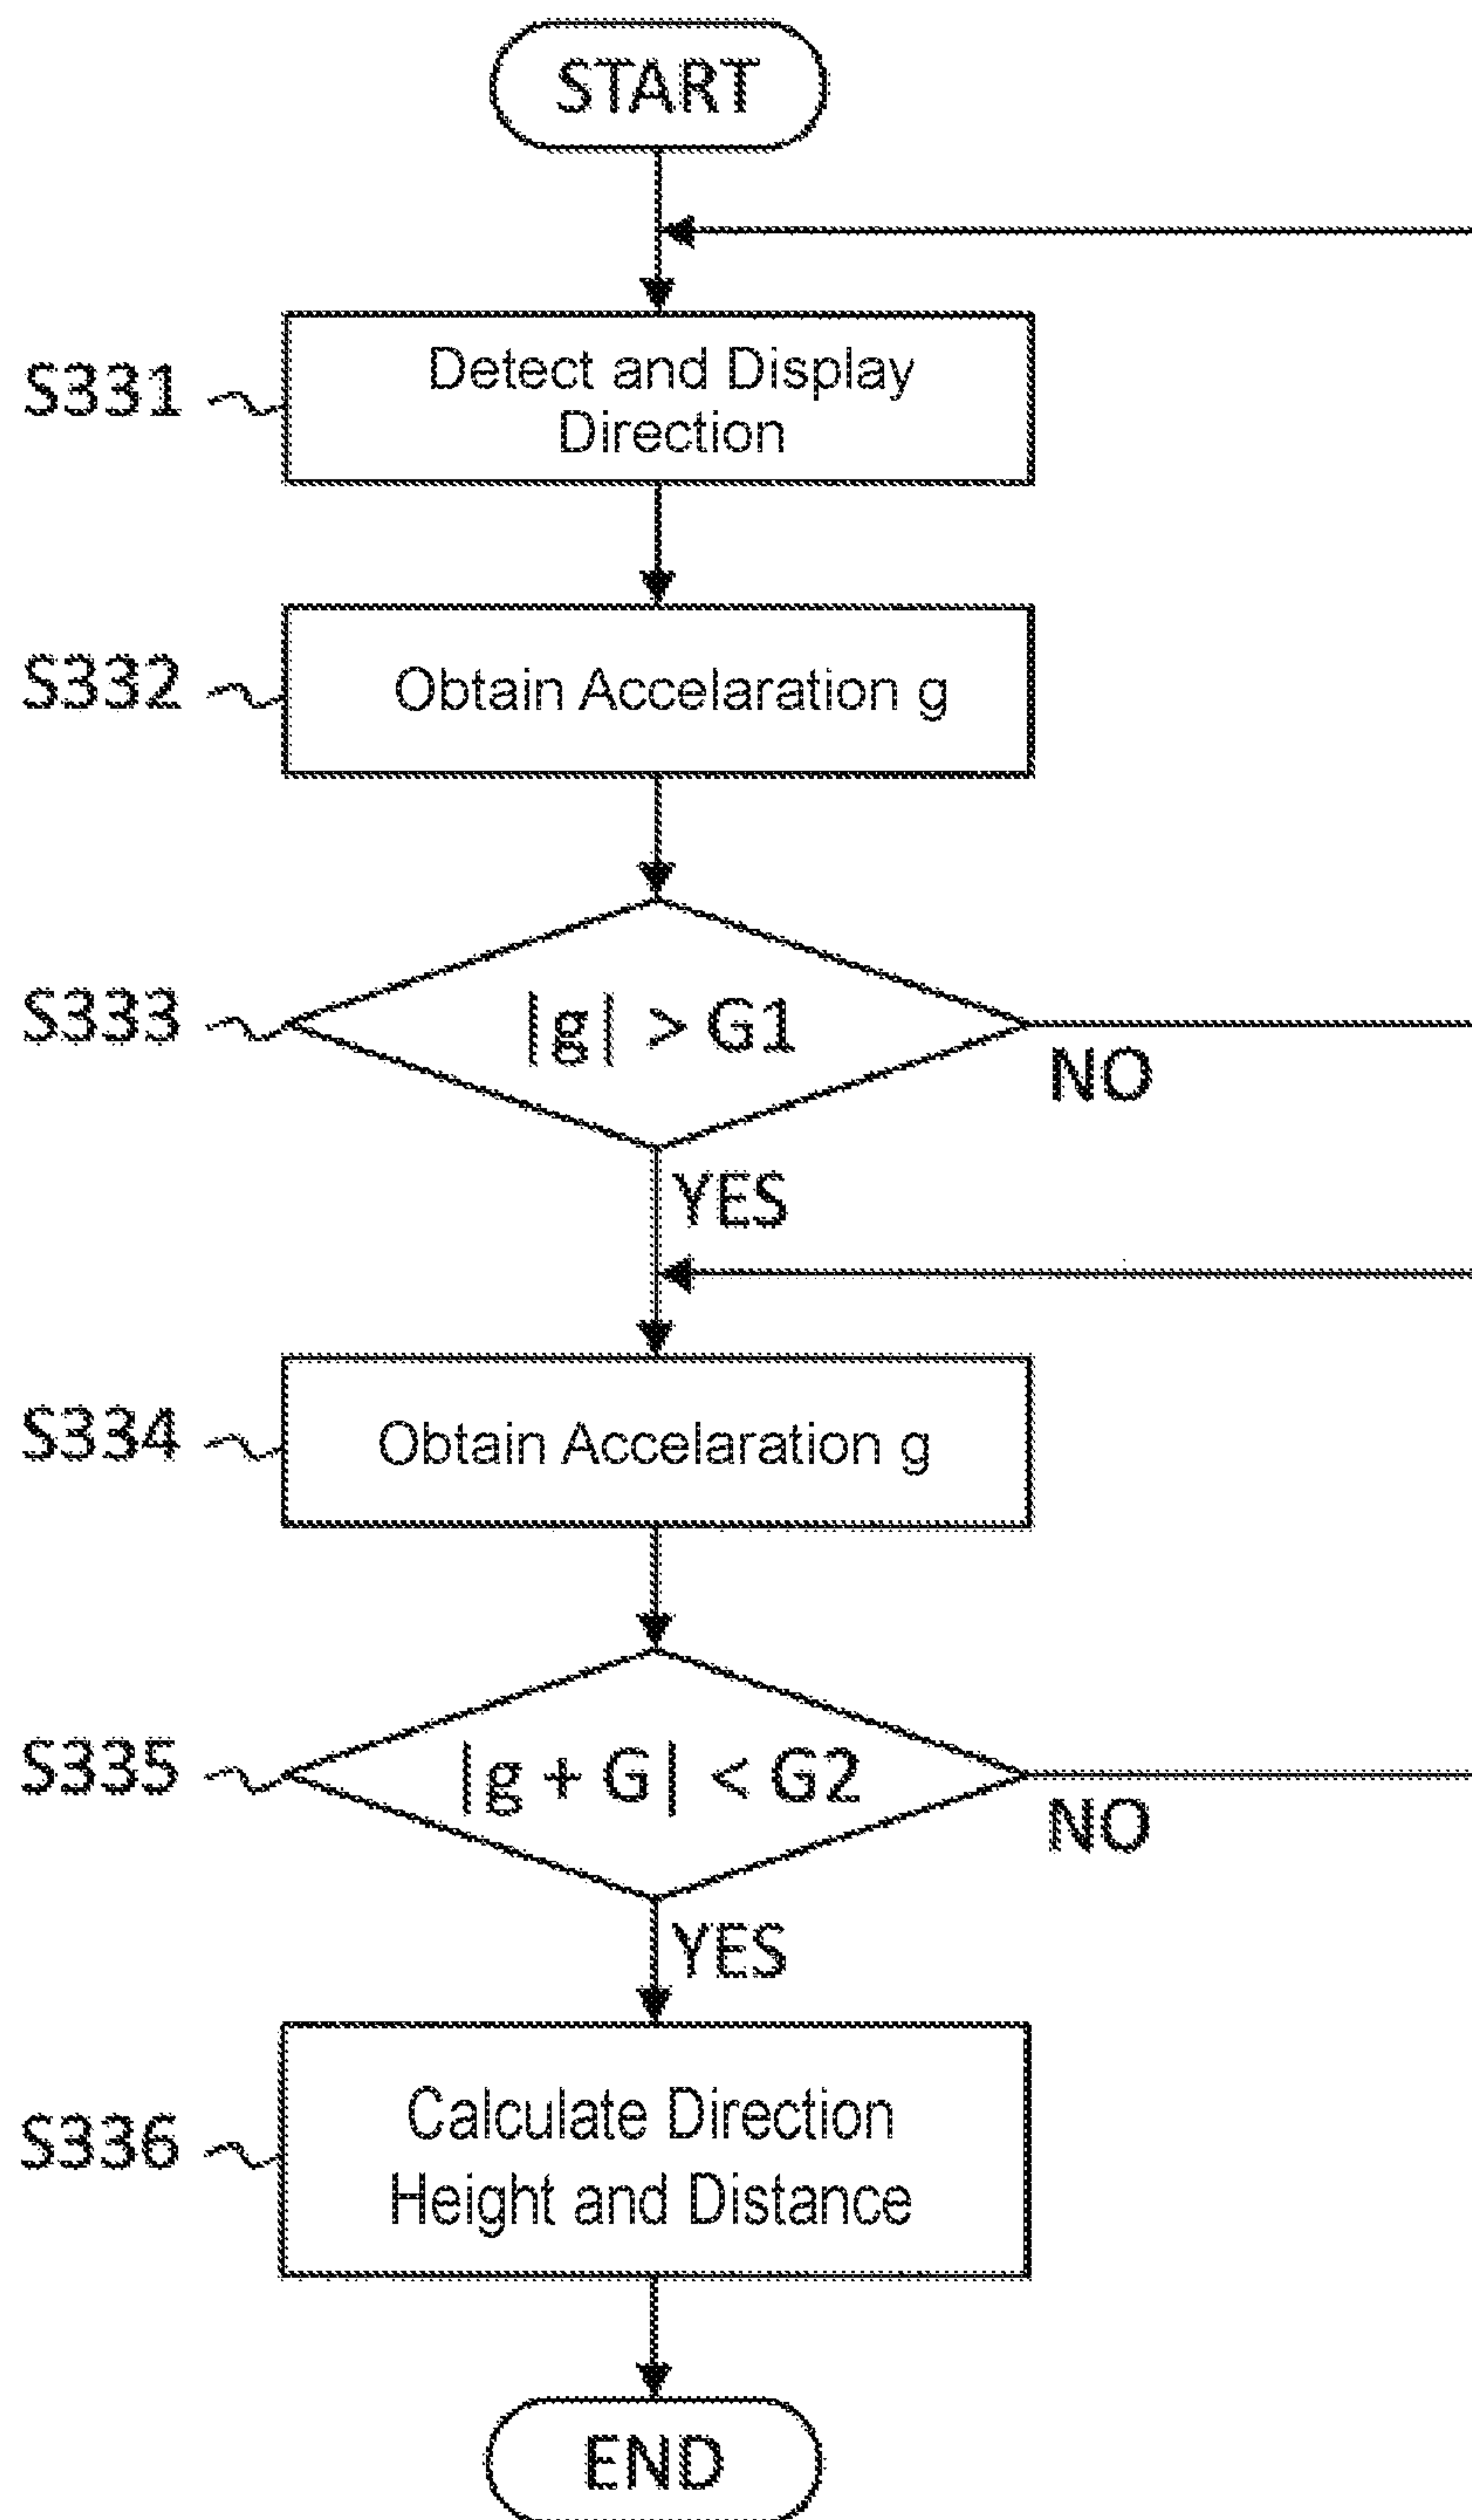 START
S331
Detect and Display
Direction
S332
Obtain Accelaration g
S333
|g| > G1
NO
YES
S334
Obtain Accelaration g
S335
|g + G| < G2
NO
YES
S336
Calculate Direction
Height and Distance
END